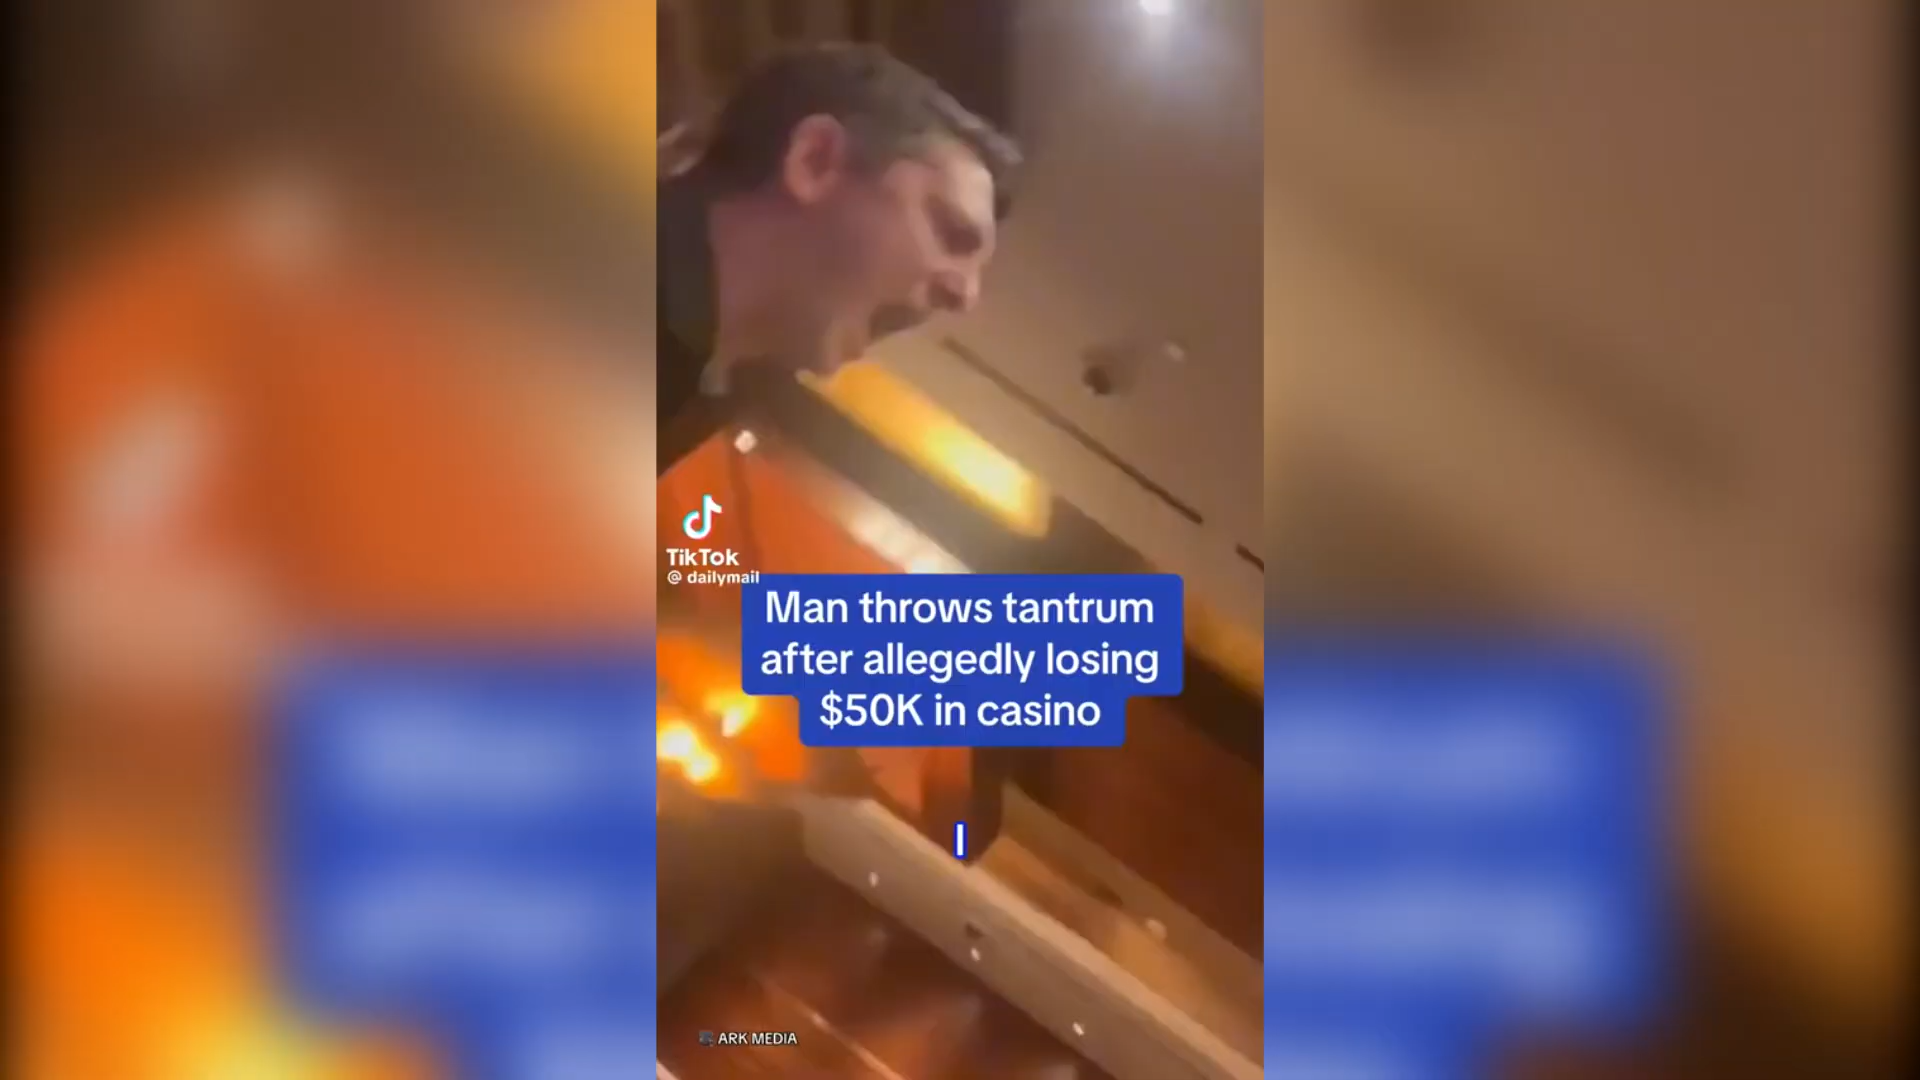 TikTok
@ dailymail
Man throws tantrum
after allegedly losing
$50K in casino
I
ARK MEDIA